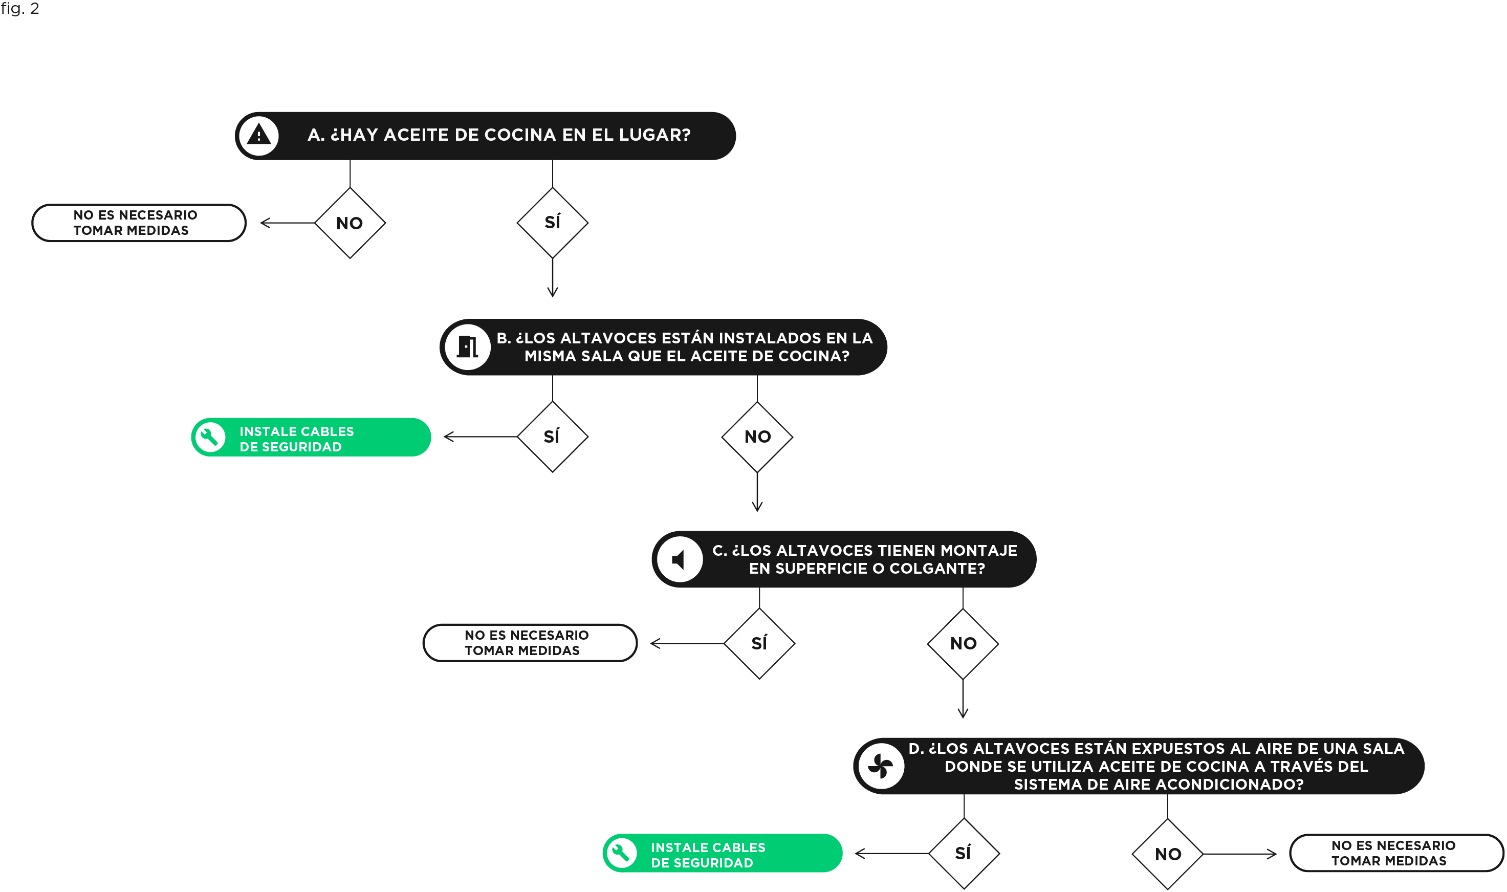 fig. 2
A. ¿HAY ACEITE DE COCINA EN EL LUGAR?
NO ES NECESARIO
TOMAR MEDIDAS
NO
SÍ
B. ¿LOS ALTAVOCES ESTÁN INSTALADOS EN LA
MISMA SALA QUE EL ACEITE DE COCINA?
INSTALE CABLES
DE SEGURIDAD
SÍ
NO
C. ¿LOS ALTAVOCES TIENEN MONTAJE
EN SUPERFICIE O COLGANTE?
NO ES NECESARIO
TOMAR MEDIDAS
SÍ
NO
D. ¿LOS ALTAVOCES ESTÁN EXPUESTOS AL AIRE DE UNA SALA
DONDE SE UTILIZA ACEITE DE COCINA A TRAVÉS DEL
SISTEMA DE AIRE ACONDICIONADO?
INSTALE CABLES
DE SEGURIDAD
SÍ
NO
NO ES NECESARIO
TOMAR MEDIDAS